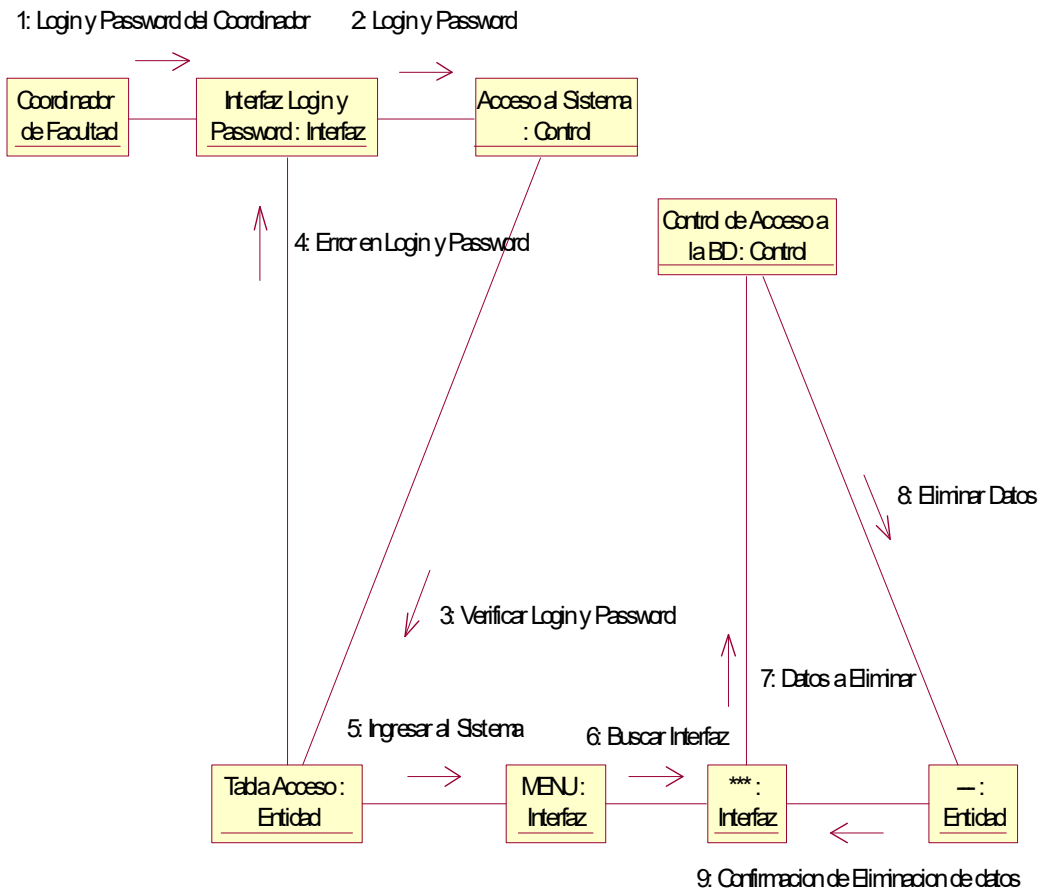 1: Login y Password del Coordinador
2: Login y Password
Coordinador
de Facultad
Interfaz Login y
Password : Interfaz
Acceso al Sistema
: Control
Control de Acceso a
la BD : Control
4: Error en Login y Password
8: Eliminar Datos
3: Verificar Login y Password
7: Datos a Eliminar
5: Ingresar al Sistema
6: Buscar Interfaz
Tabla Acceso :
Entidad
MENU :
Interfaz
*** :
Interfaz
--- :
Entidad
9: Confirmacion de Eliminacion de datos